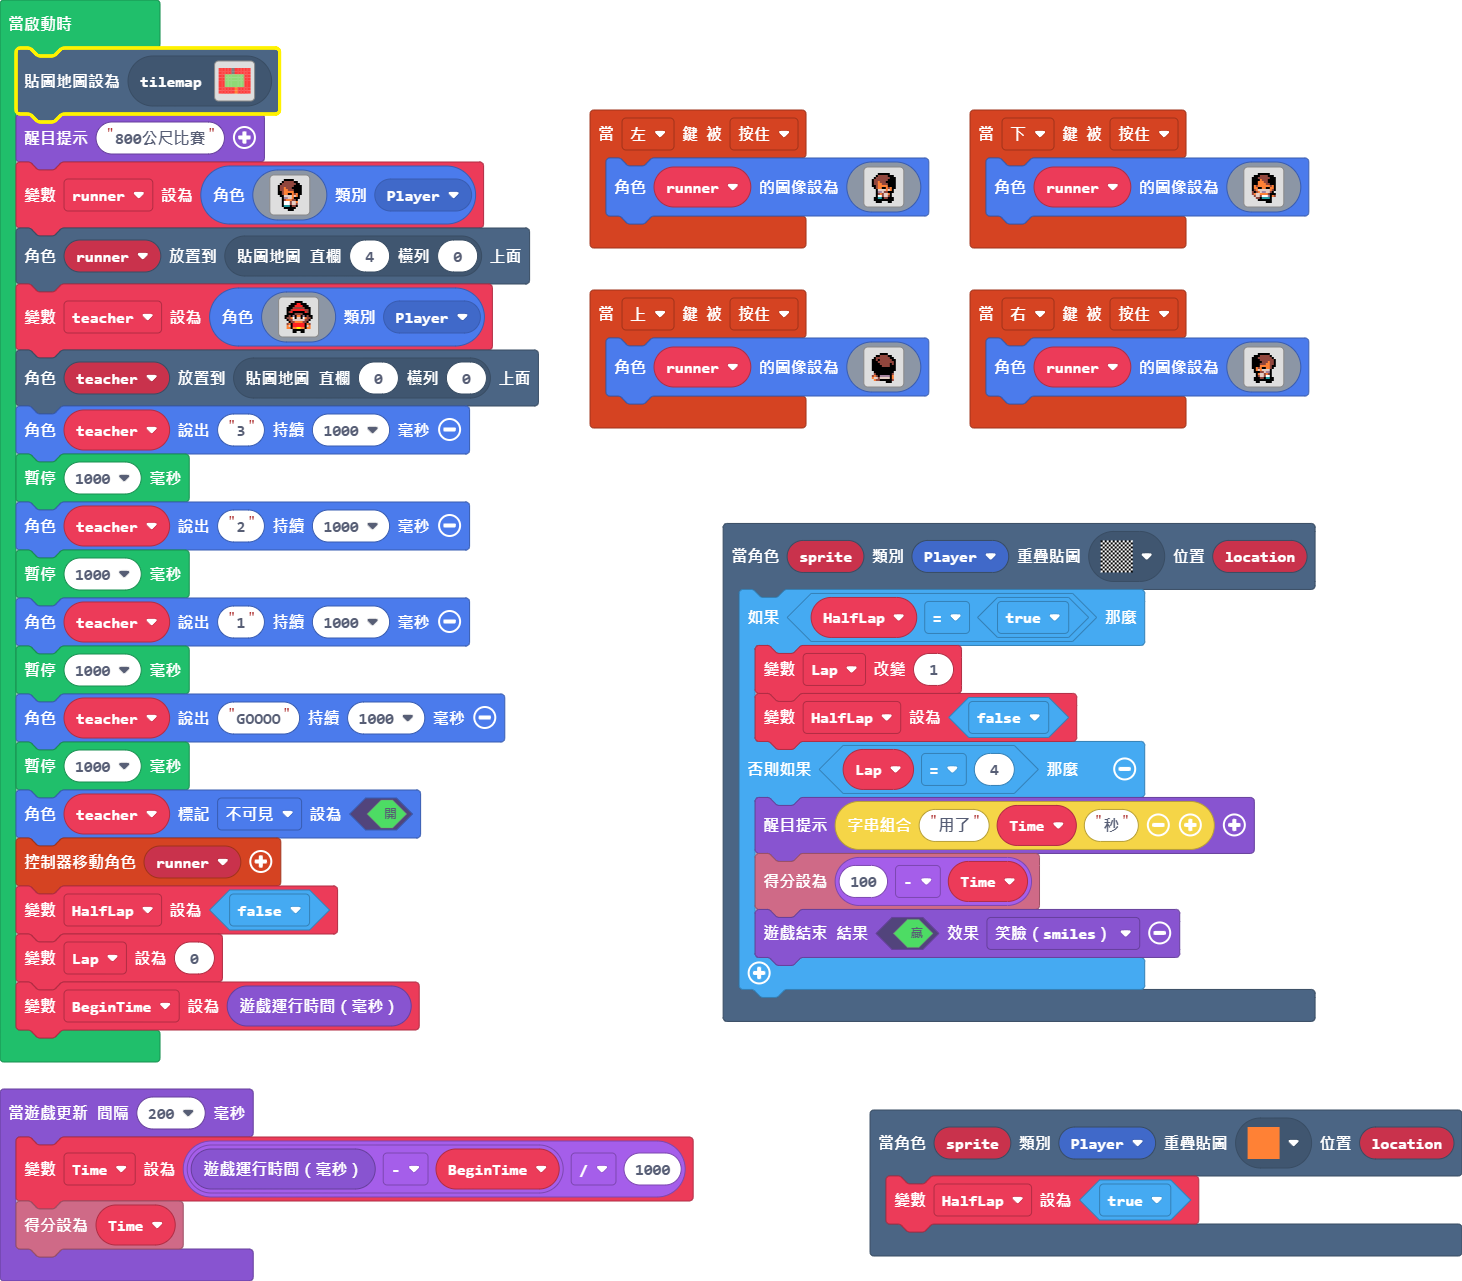 當啟動時
貼圖地圖設為 tilemap
醒目提示 "800公尺比賽"
變數 runner 設為 角色 類別 Player
角色 runner 放置到 貼圖地圖 直欄 4 橫列 0 上面
變數 teacher 設為 角色 類別 Player
角色 teacher 放置到 貼圖地圖 直欄 0 橫列 0 上面
角色 teacher 說出 "3" 持續 1000 毫秒
暫停 1000 毫秒
角色 teacher 說出 "2" 持續 1000 毫秒
暫停 1000 毫秒
角色 teacher 說出 "1" 持續 1000 毫秒
暫停 1000 毫秒
角色 teacher 說出 "GOOOO" 持續 1000 毫秒
暫停 1000 毫秒
角色 teacher 標記 不可見 設為 開
控制器移動角色 runner
變數 HalfLap 設為 false
變數 Lap 設為 0
變數 BeginTime 設為 遊戲運行時間（毫秒）
當遊戲更新 間隔 200 毫秒
變數 Time 設為 遊戲運行時間（毫秒） - BeginTime / 1000
得分設為 Time
當 左 鍵 被 按住
角色 runner 的圖像設為
當 下 鍵 被 按住
角色 runner 的圖像設為
當 上 鍵 被 按住
角色 runner 的圖像設為
當 右 鍵 被 按住
角色 runner 的圖像設為
當角色 sprite 類別 Player 重疊貼圖 位置 location
如果 HalfLap = true 那麼
變數 Lap 改變 1
變數 HalfLap 設為 false
否則如果 Lap = 4 那麼
醒目提示 字串組合 "用了" Time "秒"
得分設為 100 - Time
遊戲結束 結果 贏 效果 笑臉（smiles）
當角色 sprite 類別 Player 重疊貼圖 位置 location
變數 HalfLap 設為 true